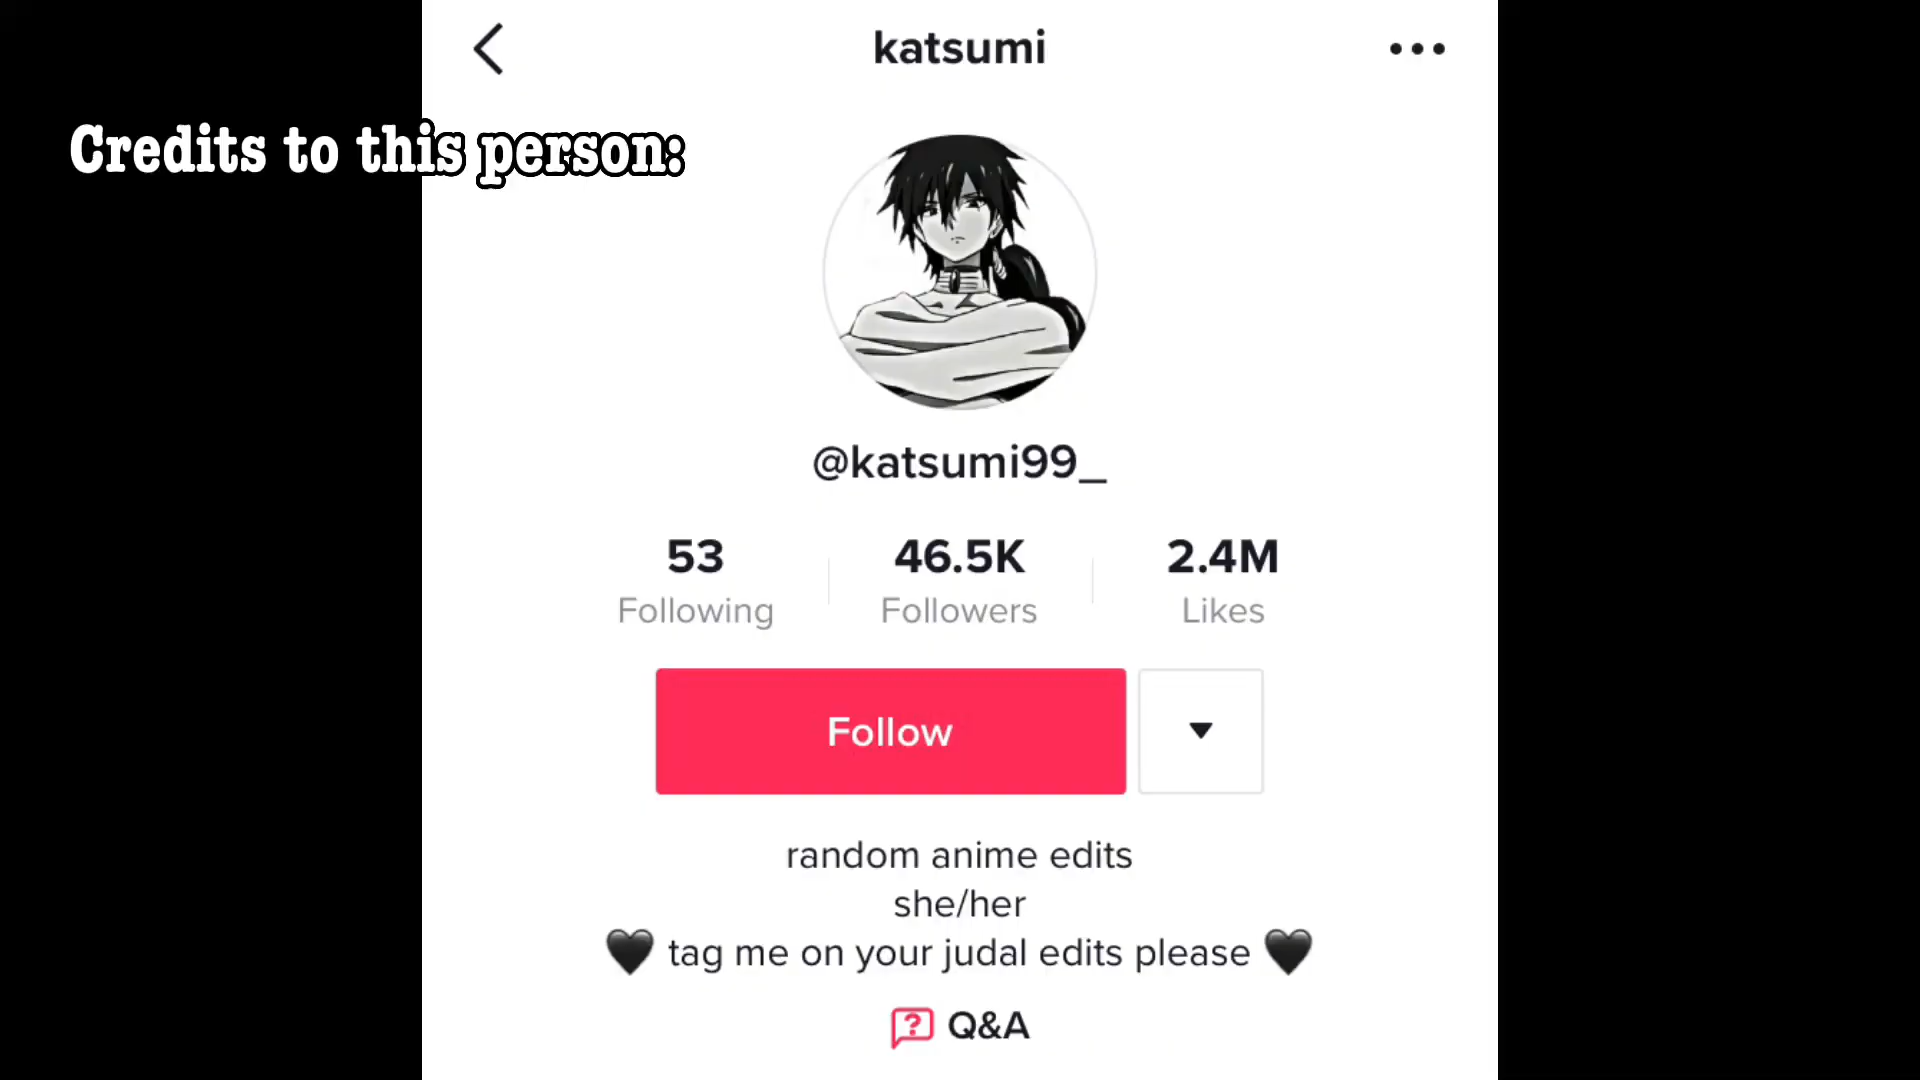 katsumi
Credits to this person:
@katsumi99_
53 46.5K 2.4M
Following Followers Likes
Follow
random anime edits
she/her
🖤 tag me on your judal edits please 🖤
Q&A